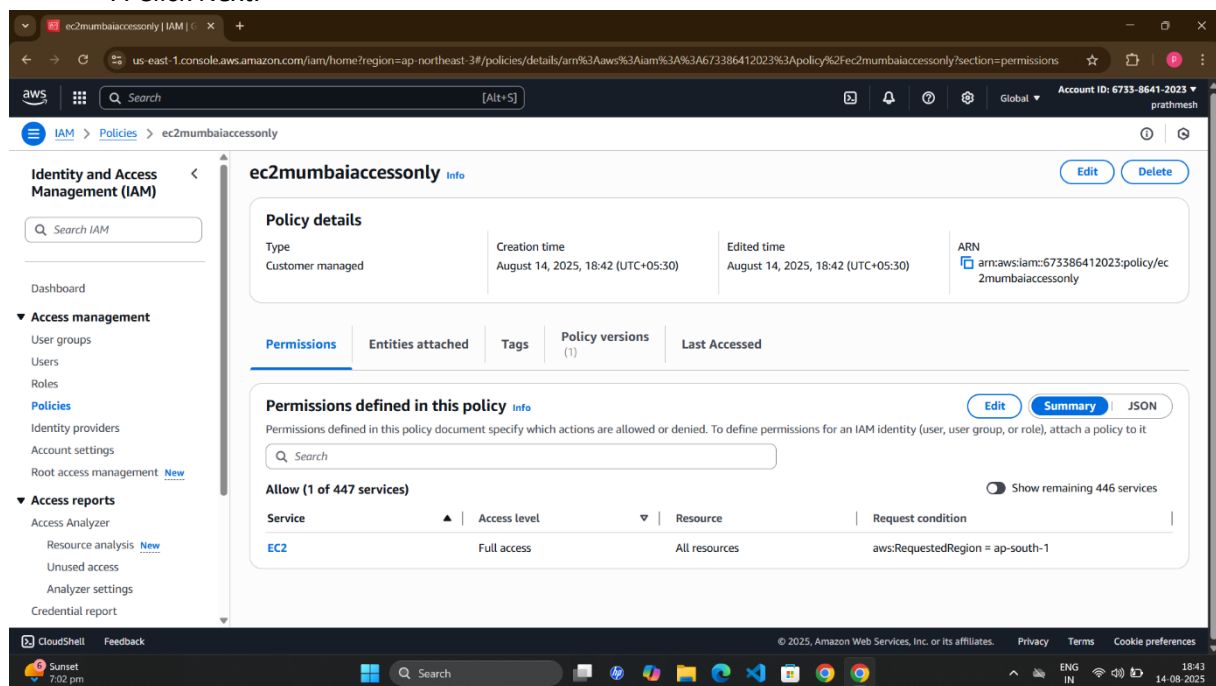 ec2mumbaiaccessonly | IAM | G
us-east-1.console.aws.amazon.com/iam/home?region=ap-northeast-3#/policies/details/arn%3Aaws%3Aiam%3A%3A673386412023%3Apolicy%2Fec2mumbaiaccessonly?section=permissions
P
aws
Search [Alt+S]
Global
Account ID: 6733-8641-2023
prathmesh
IAM > Policies > ec2mumbaiaccessonly
Identity and Access
Management (IAM)
Search IAM
Dashboard
Access management
User groups
Users
Roles
Policies
Identity providers
Account settings
Root access management New
Access reports
Access Analyzer
Resource analysis New
Unused access
Analyzer settings
Credential report
ec2mumbaiaccessonly Info
Edit Delete
Policy details
Type
Customer managed
Creation time
August 14, 2025, 18:42 (UTC+05:30)
Edited time
August 14, 2025, 18:42 (UTC+05:30)
ARN
arn:aws:iam::673386412023:policy/ec
2mumbaiaccessonly
Permissions Entities attached Tags Policy versions (1) Last Accessed
Permissions defined in this policy Info
Edit Summary JSON
Permissions defined in this policy document specify which actions are allowed or denied. To define permissions for an IAM identity (user, user group, or role), attach a policy to it
Search
Allow (1 of 447 services)
Show remaining 446 services
Service Access level Resource Request condition
EC2 Full access All resources aws:RequestedRegion = ap-south-1
CloudShell Feedback
© 2025, Amazon Web Services, Inc. or its affiliates. Privacy Terms Cookie preferences
6
Sunset
7:02 pm
Search
hp
ENG
IN
18:43
14-08-2025